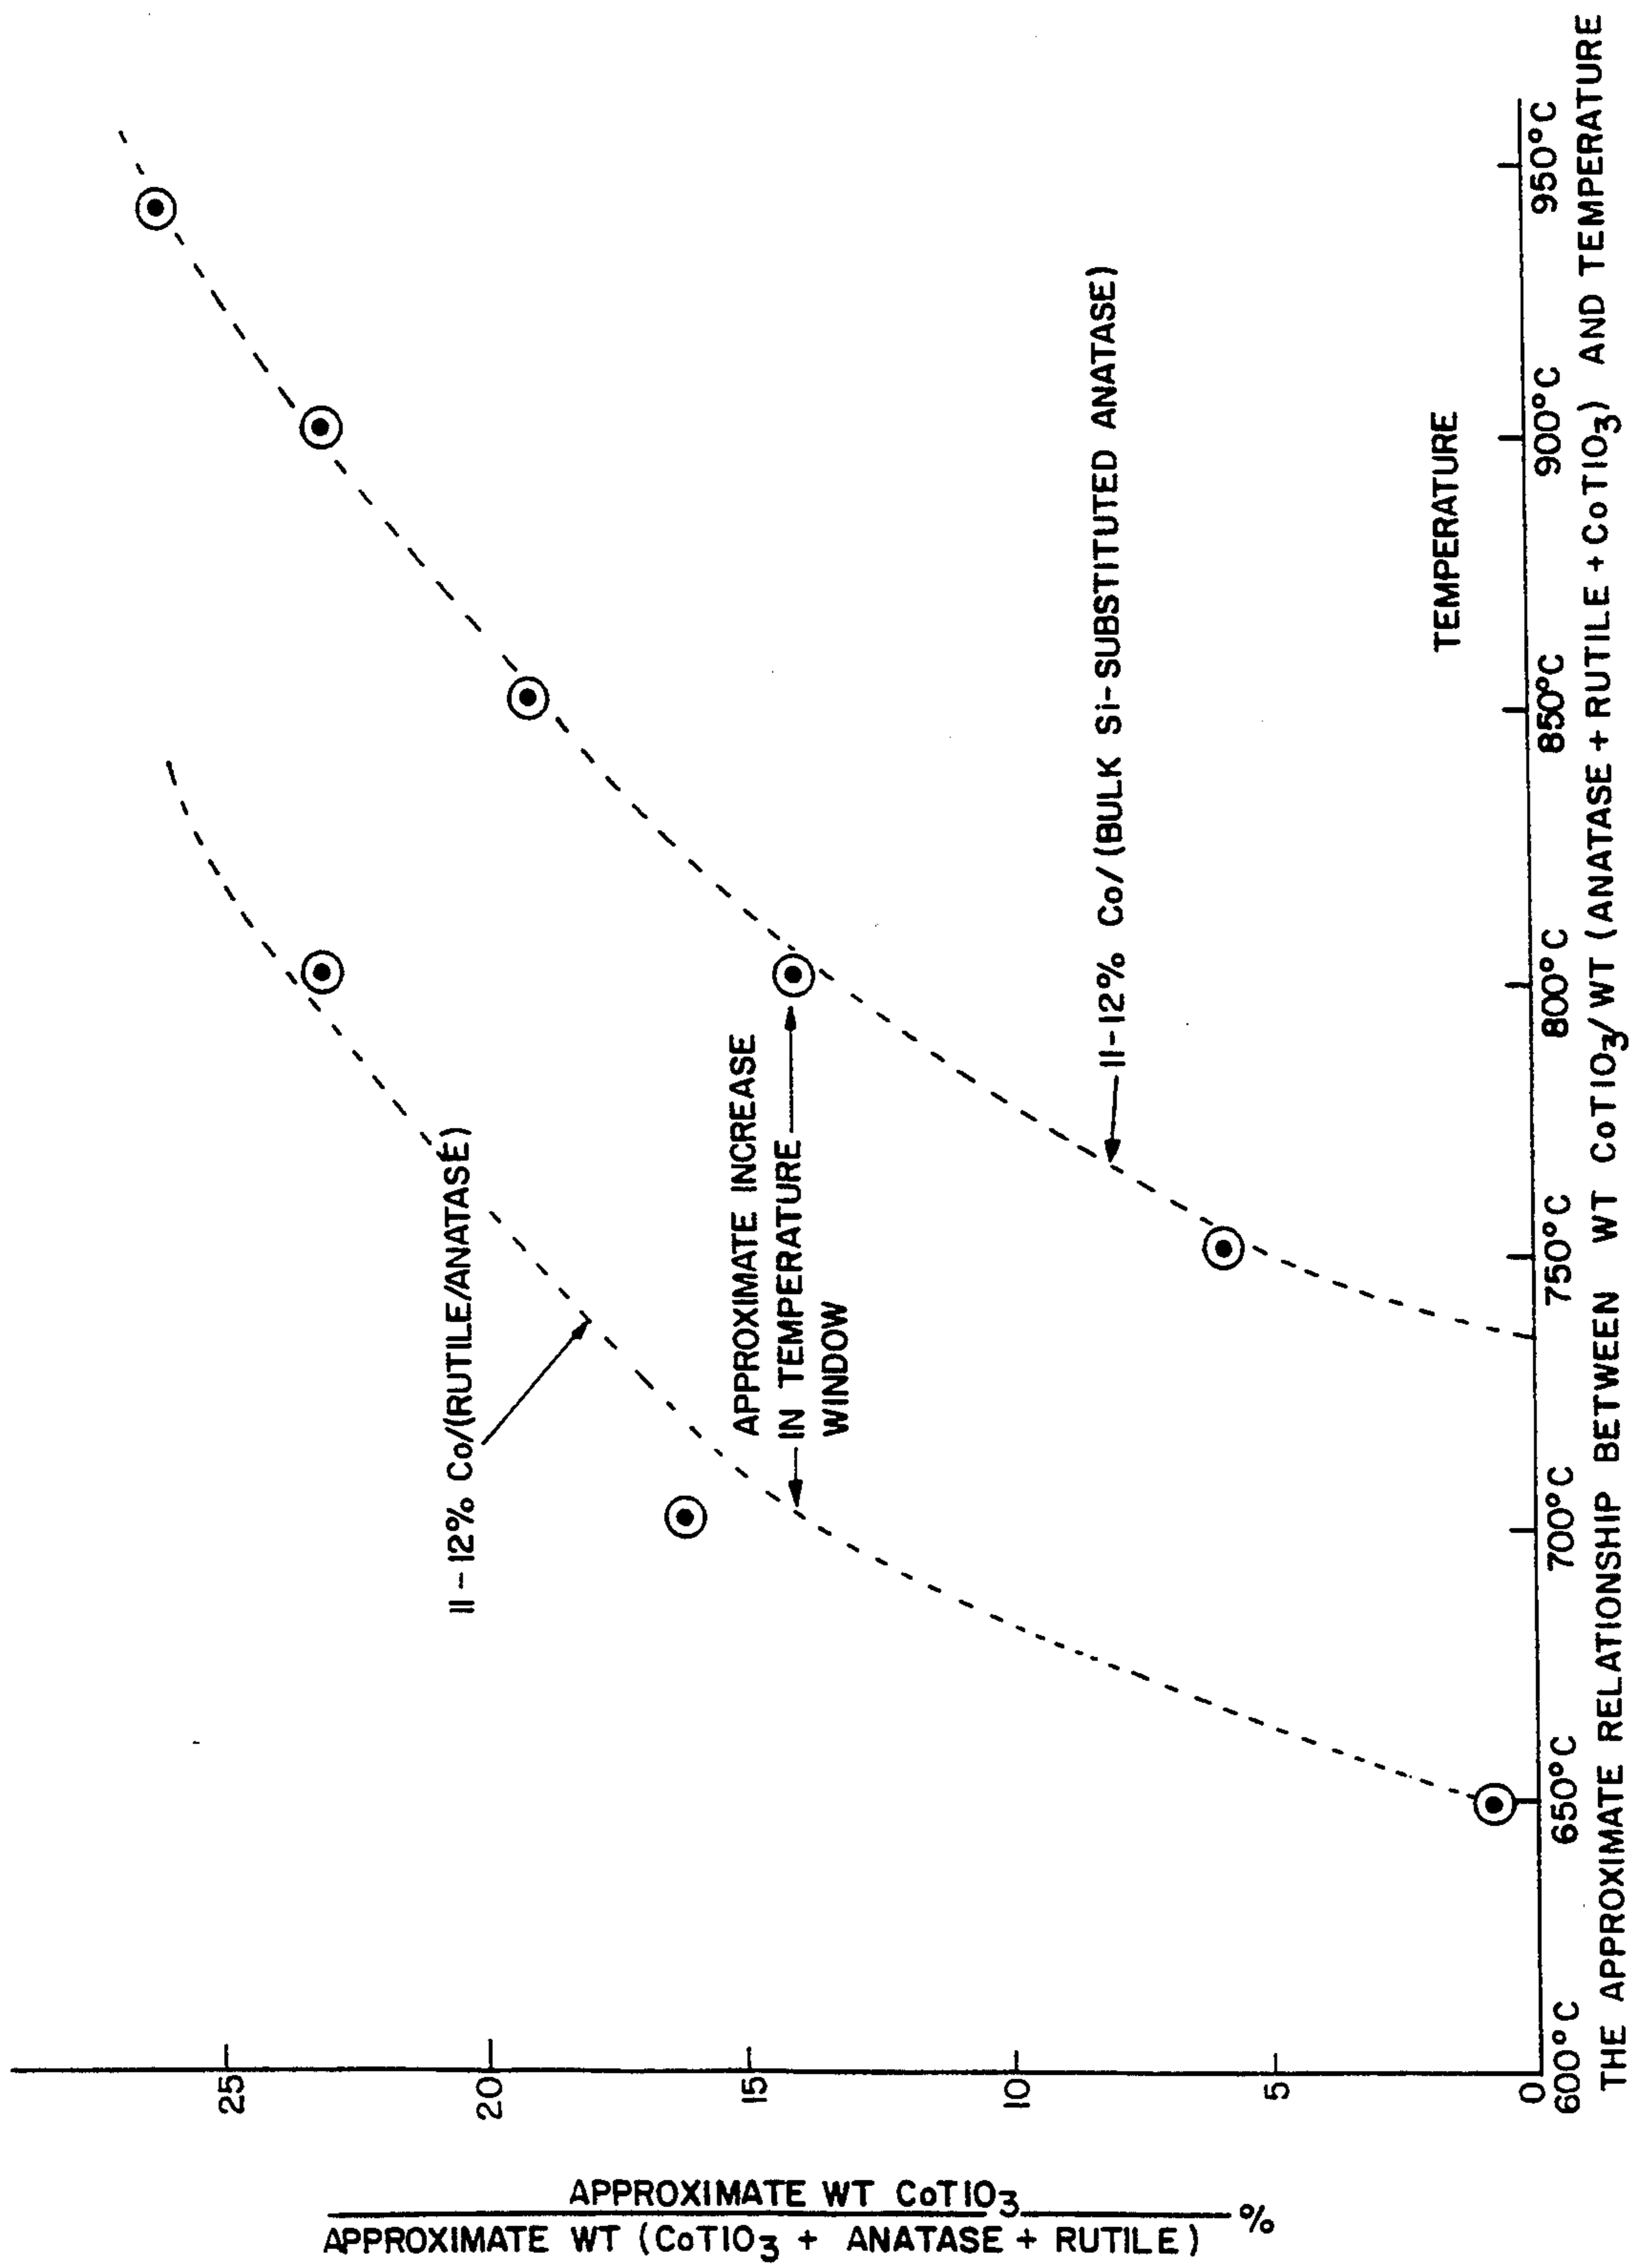 APPROXIMATE WT CoTIO3
APPROXIMATE WT (CoTIO3 + ANATASE + RUTILE) %
25
20
15
10
5
0
11-12% Co/(RUTILE/ANATASE)
APPROXIMATE INCREASE
IN TEMPERATURE
WINDOW
11-12% Co/(BULK Si-SUBSTITUTED ANATASE)
TEMPERATURE
600°C 650°C 700°C 750°C 800°C 850°C 900°C 950°C
THE APPROXIMATE RELATIONSHIP BETWEEN WT CoTIO3/WT (ANATASE + RUTILE + CoTIO3) AND TEMPERATURE